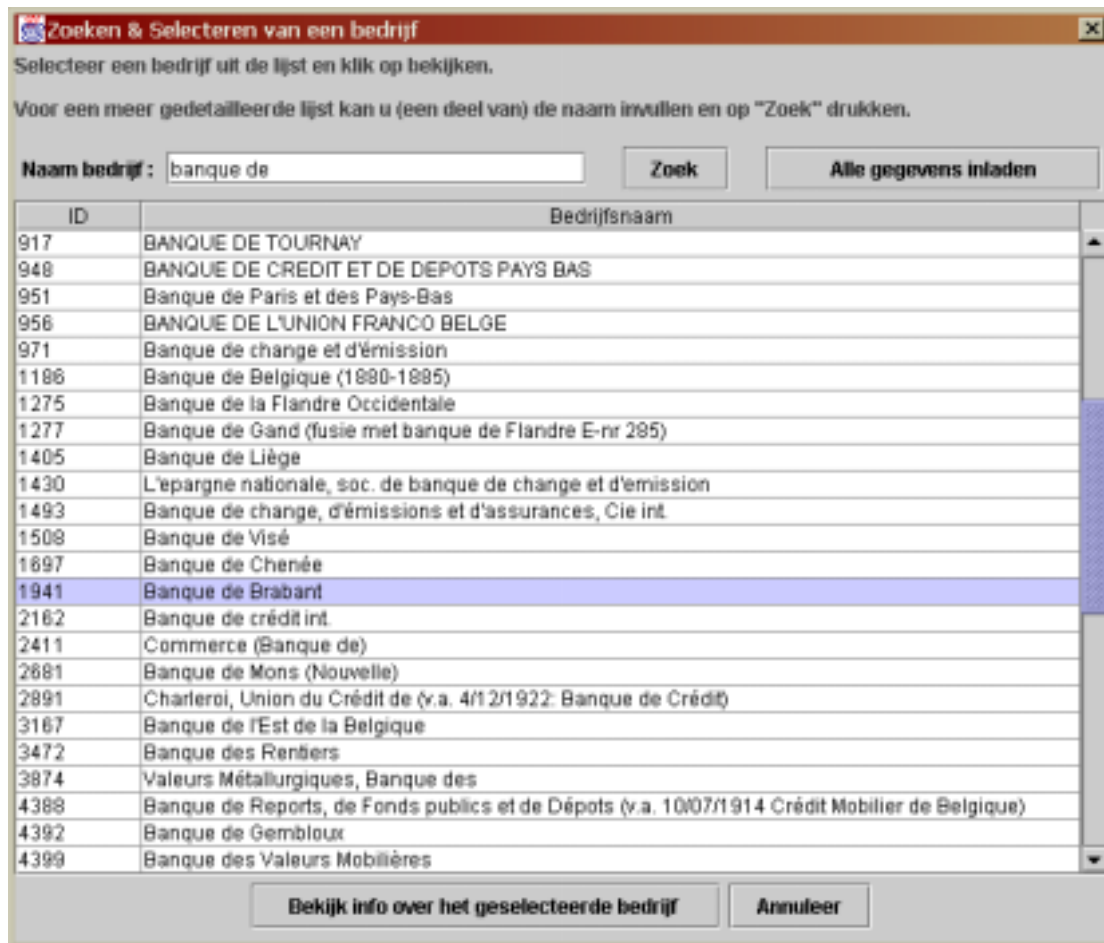 Zoeken & Selecteren van een bedrijf
Selecteer een bedrijf uit de lijst en klik op bekijken.
Voor een meer gedetailleerde lijst kan u (een deel van) de naam invullen en op "Zoek" drukken.
Naam bedrijf : banque de Zoek Alle gegevens inladen
ID Bedrijfsnaam
917 BANQUE DE TOURNAY
948 BANQUE DE CREDIT ET DE DEPOTS PAYS BAS
951 Banque de Paris et des Pays-Bas
956 BANQUE DE L'UNION FRANCO BELGE
971 Banque de change et d'émission
1186 Banque de Belgique (1880-1885)
1275 Banque de la Flandre Occidentale
1277 Banque de Gand (fusie met banque de Flandre E-nr 285)
1405 Banque de Liège
1430 L'epargne nationale, soc. de banque de change et d'emission
1493 Banque de change, d'émissions et d'assurances, Cie int.
1508 Banque de Visé
1697 Banque de Chenée
1941 Banque de Brabant
2162 Banque de crédit int.
2411 Commerce (Banque de)
2681 Banque de Mons (Nouvelle)
2891 Charleroi, Union du Crédit de (v.a. 4/12/1922: Banque de Crédit)
3167 Banque de l'Est de la Belgique
3472 Banque des Rentiers
3874 Valeurs Métallurgiques, Banque des
4388 Banque de Reports, de Fonds publics et de Dépots (v.a. 10/07/1914 Crédit Mobilier de Belgique)
4392 Banque de Gembloux
4399 Banque des Valeurs Mobilières
Bekijk info over het geselecteerde bedrijf Annuleer